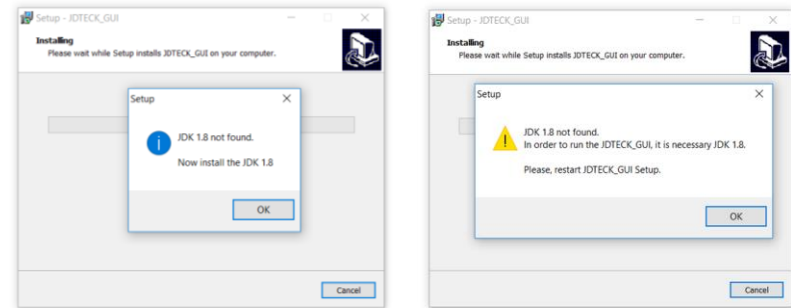 Setup - JDTECK_GUI
Installing
Please wait while Setup installs JDTECK_GUI on your computer.
Setup
JDK 1.8 not found.
Now install the JDK 1.8
OK
Cancel
Setup - JDTECK_GUI
Installing
Please wait while Setup installs JDTECK_GUI on your computer.
Setup
JDK 1.8 not found.
In order to run the JDTECK_GUI, it is necessary JDK 1.8.
Please, restart JDTECK_GUI Setup.
OK
Cancel